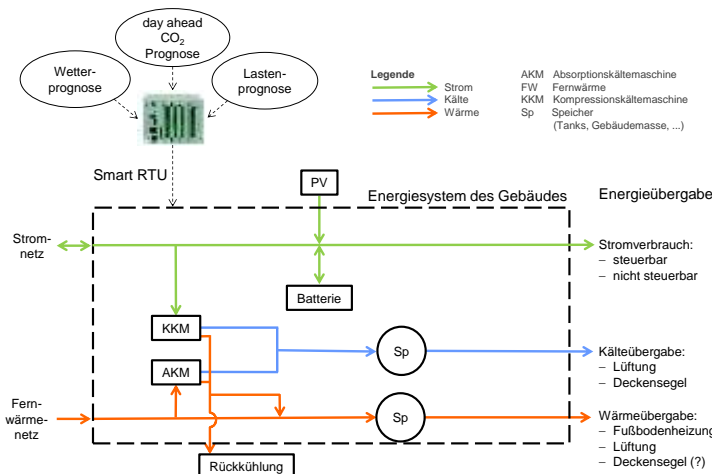 day ahead
CO2
Prognose
Wetter-
prognose
Lasten-
prognose
Legende
Strom
Kälte
Wärme
AKM Absorptionskältemaschine
FW Fernwärme
KKM Kompressionskältemaschine
Sp Speicher
(Tanks, Gebäudemasse, ...)
Smart RTU
PV
Energiesystem des Gebäudes
Energieübergabe
Strom-
netz
Stromverbrauch:
– steuerbar
– nicht steuerbar
Batterie
KKM
Sp
Kälteübergabe:
– Lüftung
– Deckensegel
AKM
Fern-
wärme-
netz
Sp
Wärmeübergabe:
– Fußbodenheizung
– Lüftung
– Deckensegel (?)
Rückkühlung